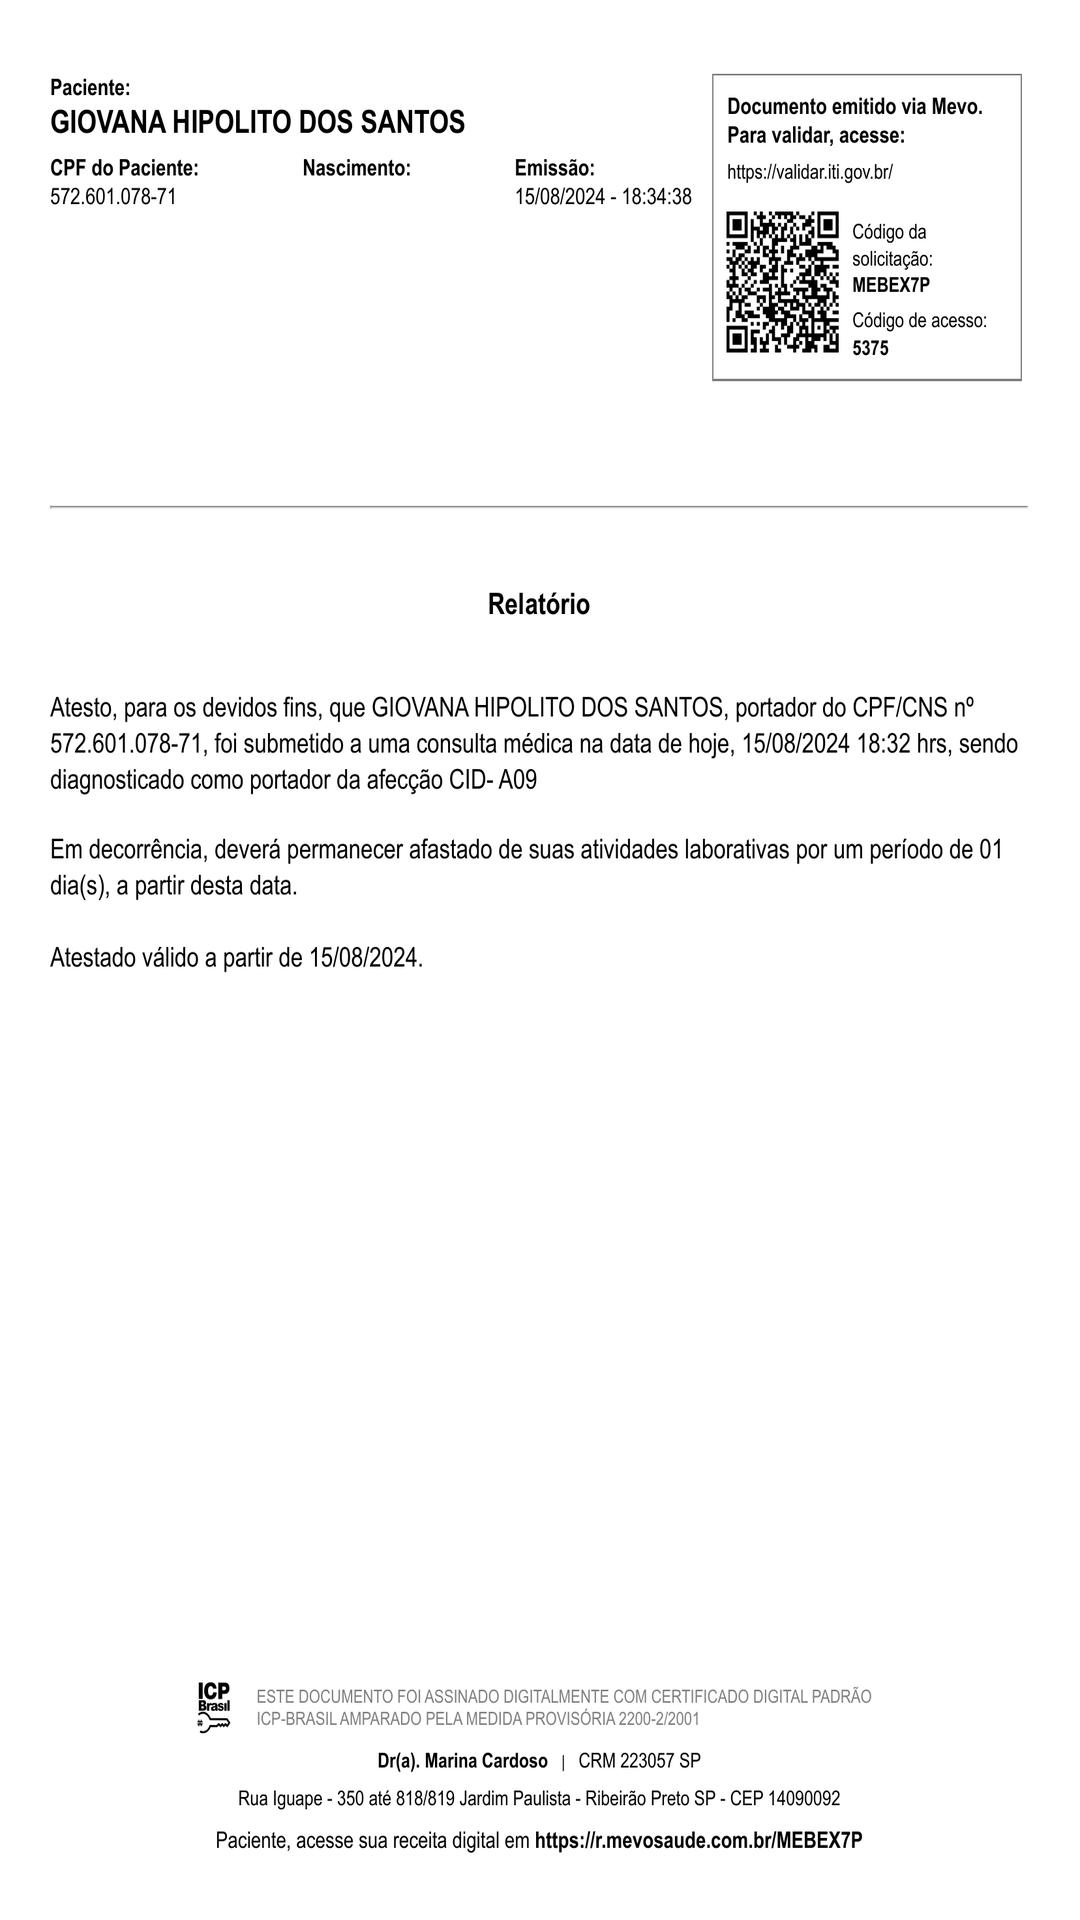 Paciente:
GIOVANA HIPOLITO DOS SANTOS
CPF do Paciente:
572.601.078-71
Nascimento:
Emissão:
15/08/2024 - 18:34:38
Documento emitido via Mevo.
Para validar, acesse:
https://validar.iti.gov.br/
Código da
solicitação:
MEBEX7P
Código de acesso:
5375
Relatório
Atesto, para os devidos fins, que GIOVANA HIPOLITO DOS SANTOS, portador do CPF/CNS nº
572.601.078-71, foi submetido a uma consulta médica na data de hoje, 15/08/2024 18:32 hrs, sendo
diagnosticado como portador da afecção CID- A09
Em decorrência, deverá permanecer afastado de suas atividades laborativas por um período de 01
dia(s), a partir desta data.
Atestado válido a partir de 15/08/2024.
ICP
Brasil
ESTE DOCUMENTO FOI ASSINADO DIGITALMENTE COM CERTIFICADO DIGITAL PADRÃO
ICP-BRASIL AMPARADO PELA MEDIDA PROVISÓRIA 2200-2/2001
Dr(a). Marina Cardoso | CRM 223057 SP
Rua Iguape - 350 até 818/819 Jardim Paulista - Ribeirão Preto SP - CEP 14090092
Paciente, acesse sua receita digital em https://r.mevosaude.com.br/MEBEX7P